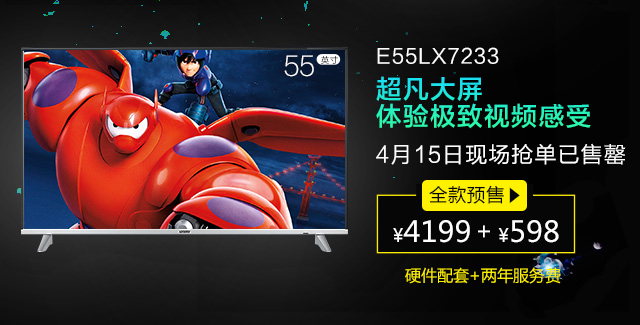 55英寸
E55LX7233
超凡大屏
体验极致视频感受
4月15日现场抢单已售罄
全款预售
¥4199 + ¥598
硬件配套+两年服务费